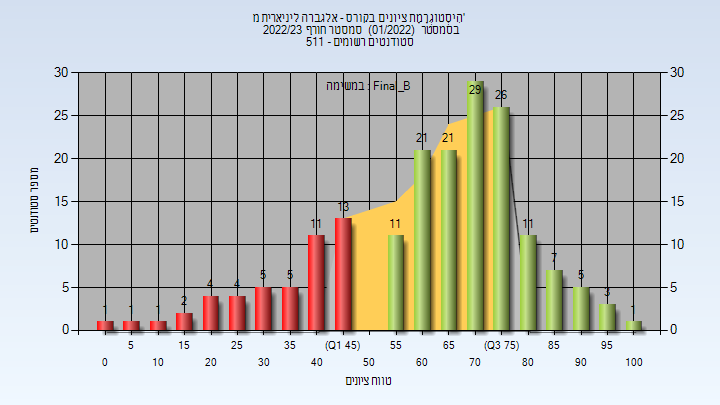 היסטוגרמת ציונים בקורס - אלגברה ליניארית מ'
בסמסטר (01/2022) סמסטר חורף 2022/23
סטודנטים רשומים - 511
במשימה : Final_B
30 25 20 15 10 5 0
מספר סטודנטים
1 1 1 2 4 4 5 5 11 13 11 21 21 29 26 11 7 5 3 1
30 25 20 15 10 5 0
5 15 25 35 (Q1 45) 55 65 (Q3 75) 85 95
0 10 20 30 40 50 60 70 80 90 100
טווח ציונים